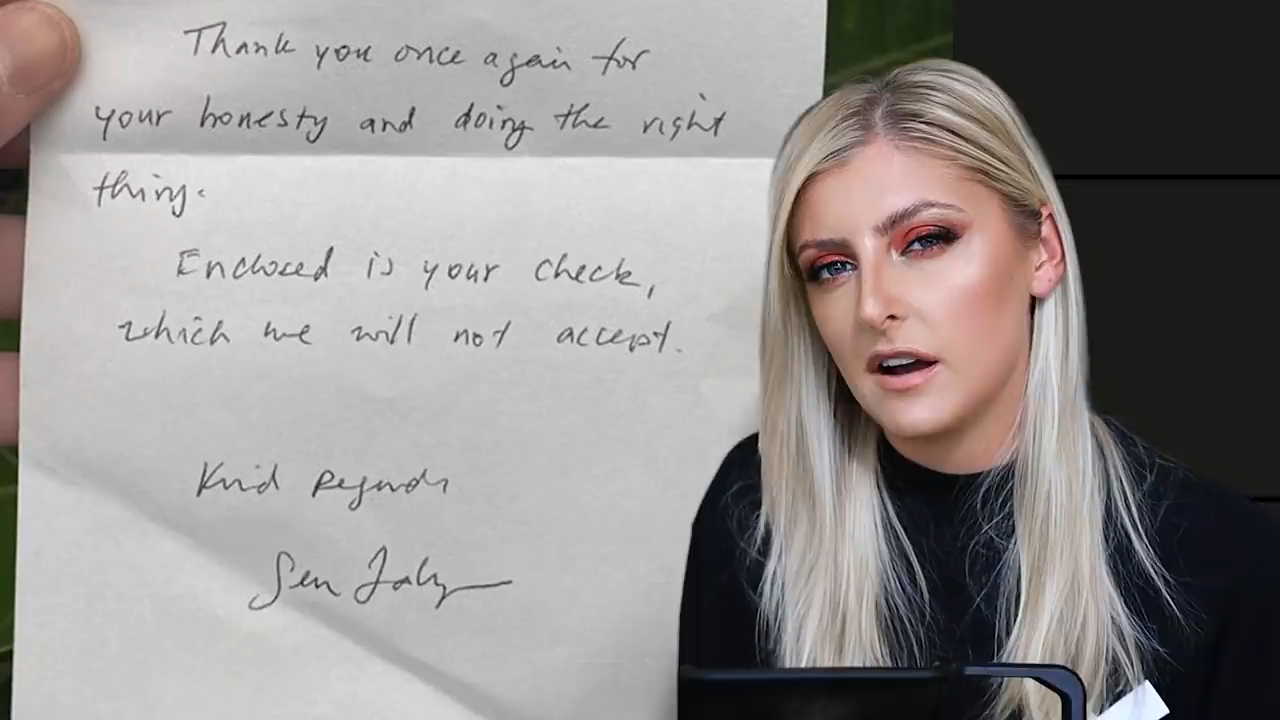 Thank you once again for
your honesty and doing the right
thing.
Enclosed is your check,
which we will not accept.
Kind Regards